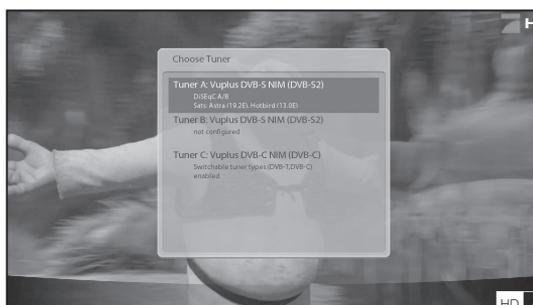 H
Choose Tuner
Tuner A: Vuplus DVB-S NIM (DVB-S2)
DiSEqC A/B
Sats: Astra (19.2E), Hotbird (13.0E)
Tuner B: Vuplus DVB-S NIM (DVB-S2)
not configured
Tuner C: Vuplus DVB-C NIM (DVB-C)
Switchable tuner types (DVB-T,DVB-C)
enabled
HD